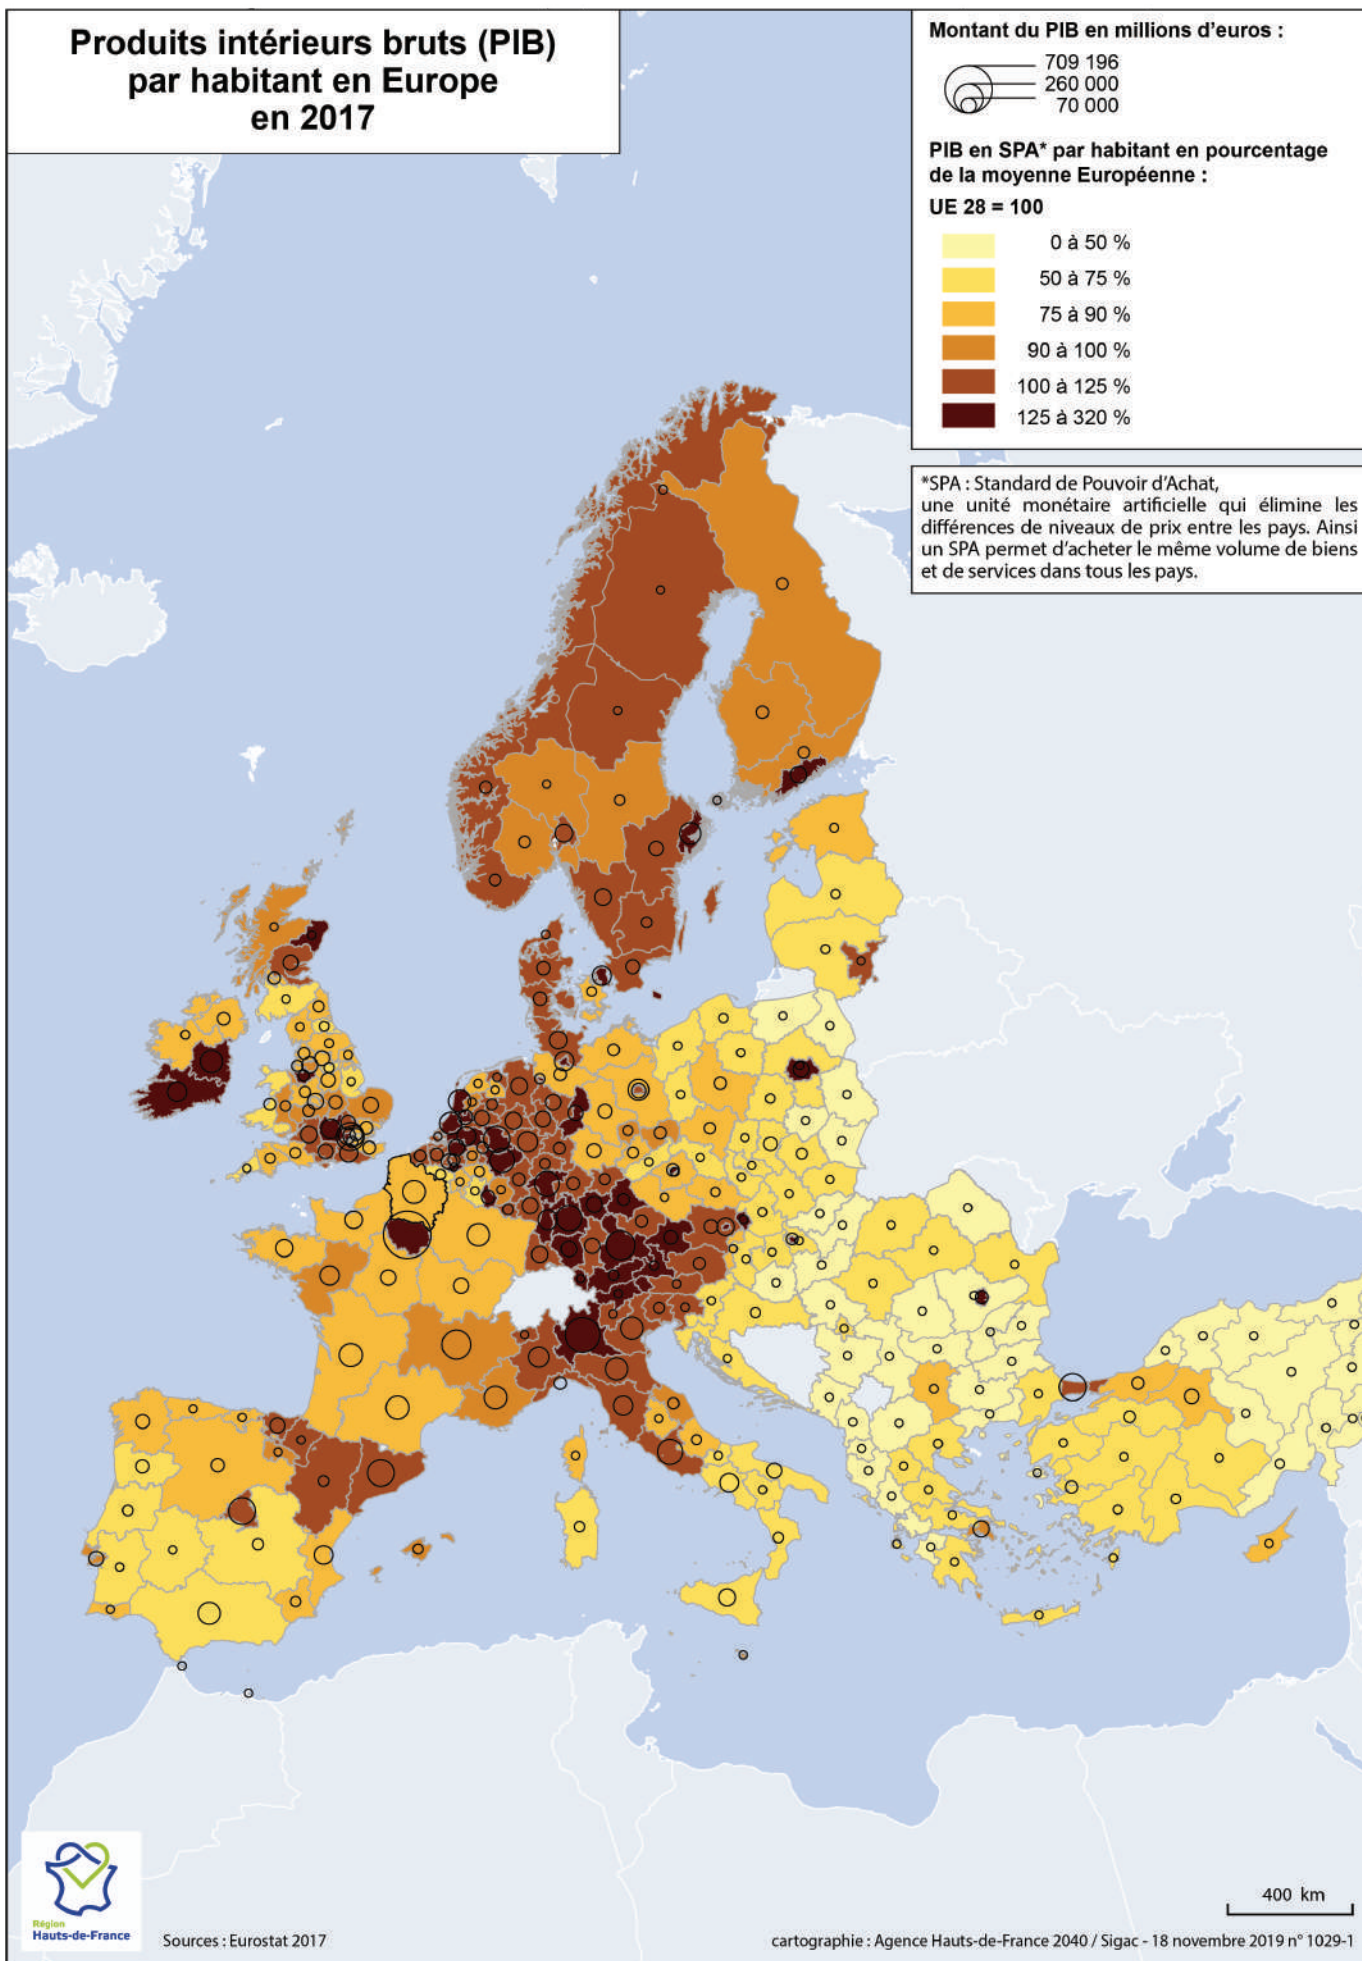 Produits intérieurs bruts (PIB)
par habitant en Europe
en 2017
Montant du PIB en millions d'euros :
709 196
260 000
70 000
PIB en SPA* par habitant en pourcentage
de la moyenne Européenne :
UE 28 = 100
0 à 50 %
50 à 75 %
75 à 90 %
90 à 100 %
100 à 125 %
125 à 320 %
*SPA : Standard de Pouvoir d'Achat,
une unité monétaire artificielle qui élimine les
différences de niveaux de prix entre les pays. Ainsi
un SPA permet d'acheter le même volume de biens
et de services dans tous les pays.
400 km
Région
Hauts-de-France
Sources : Eurostat 2017
cartographie : Agence Hauts-de-France 2040 / Sigac - 18 novembre 2019 n° 1029-1